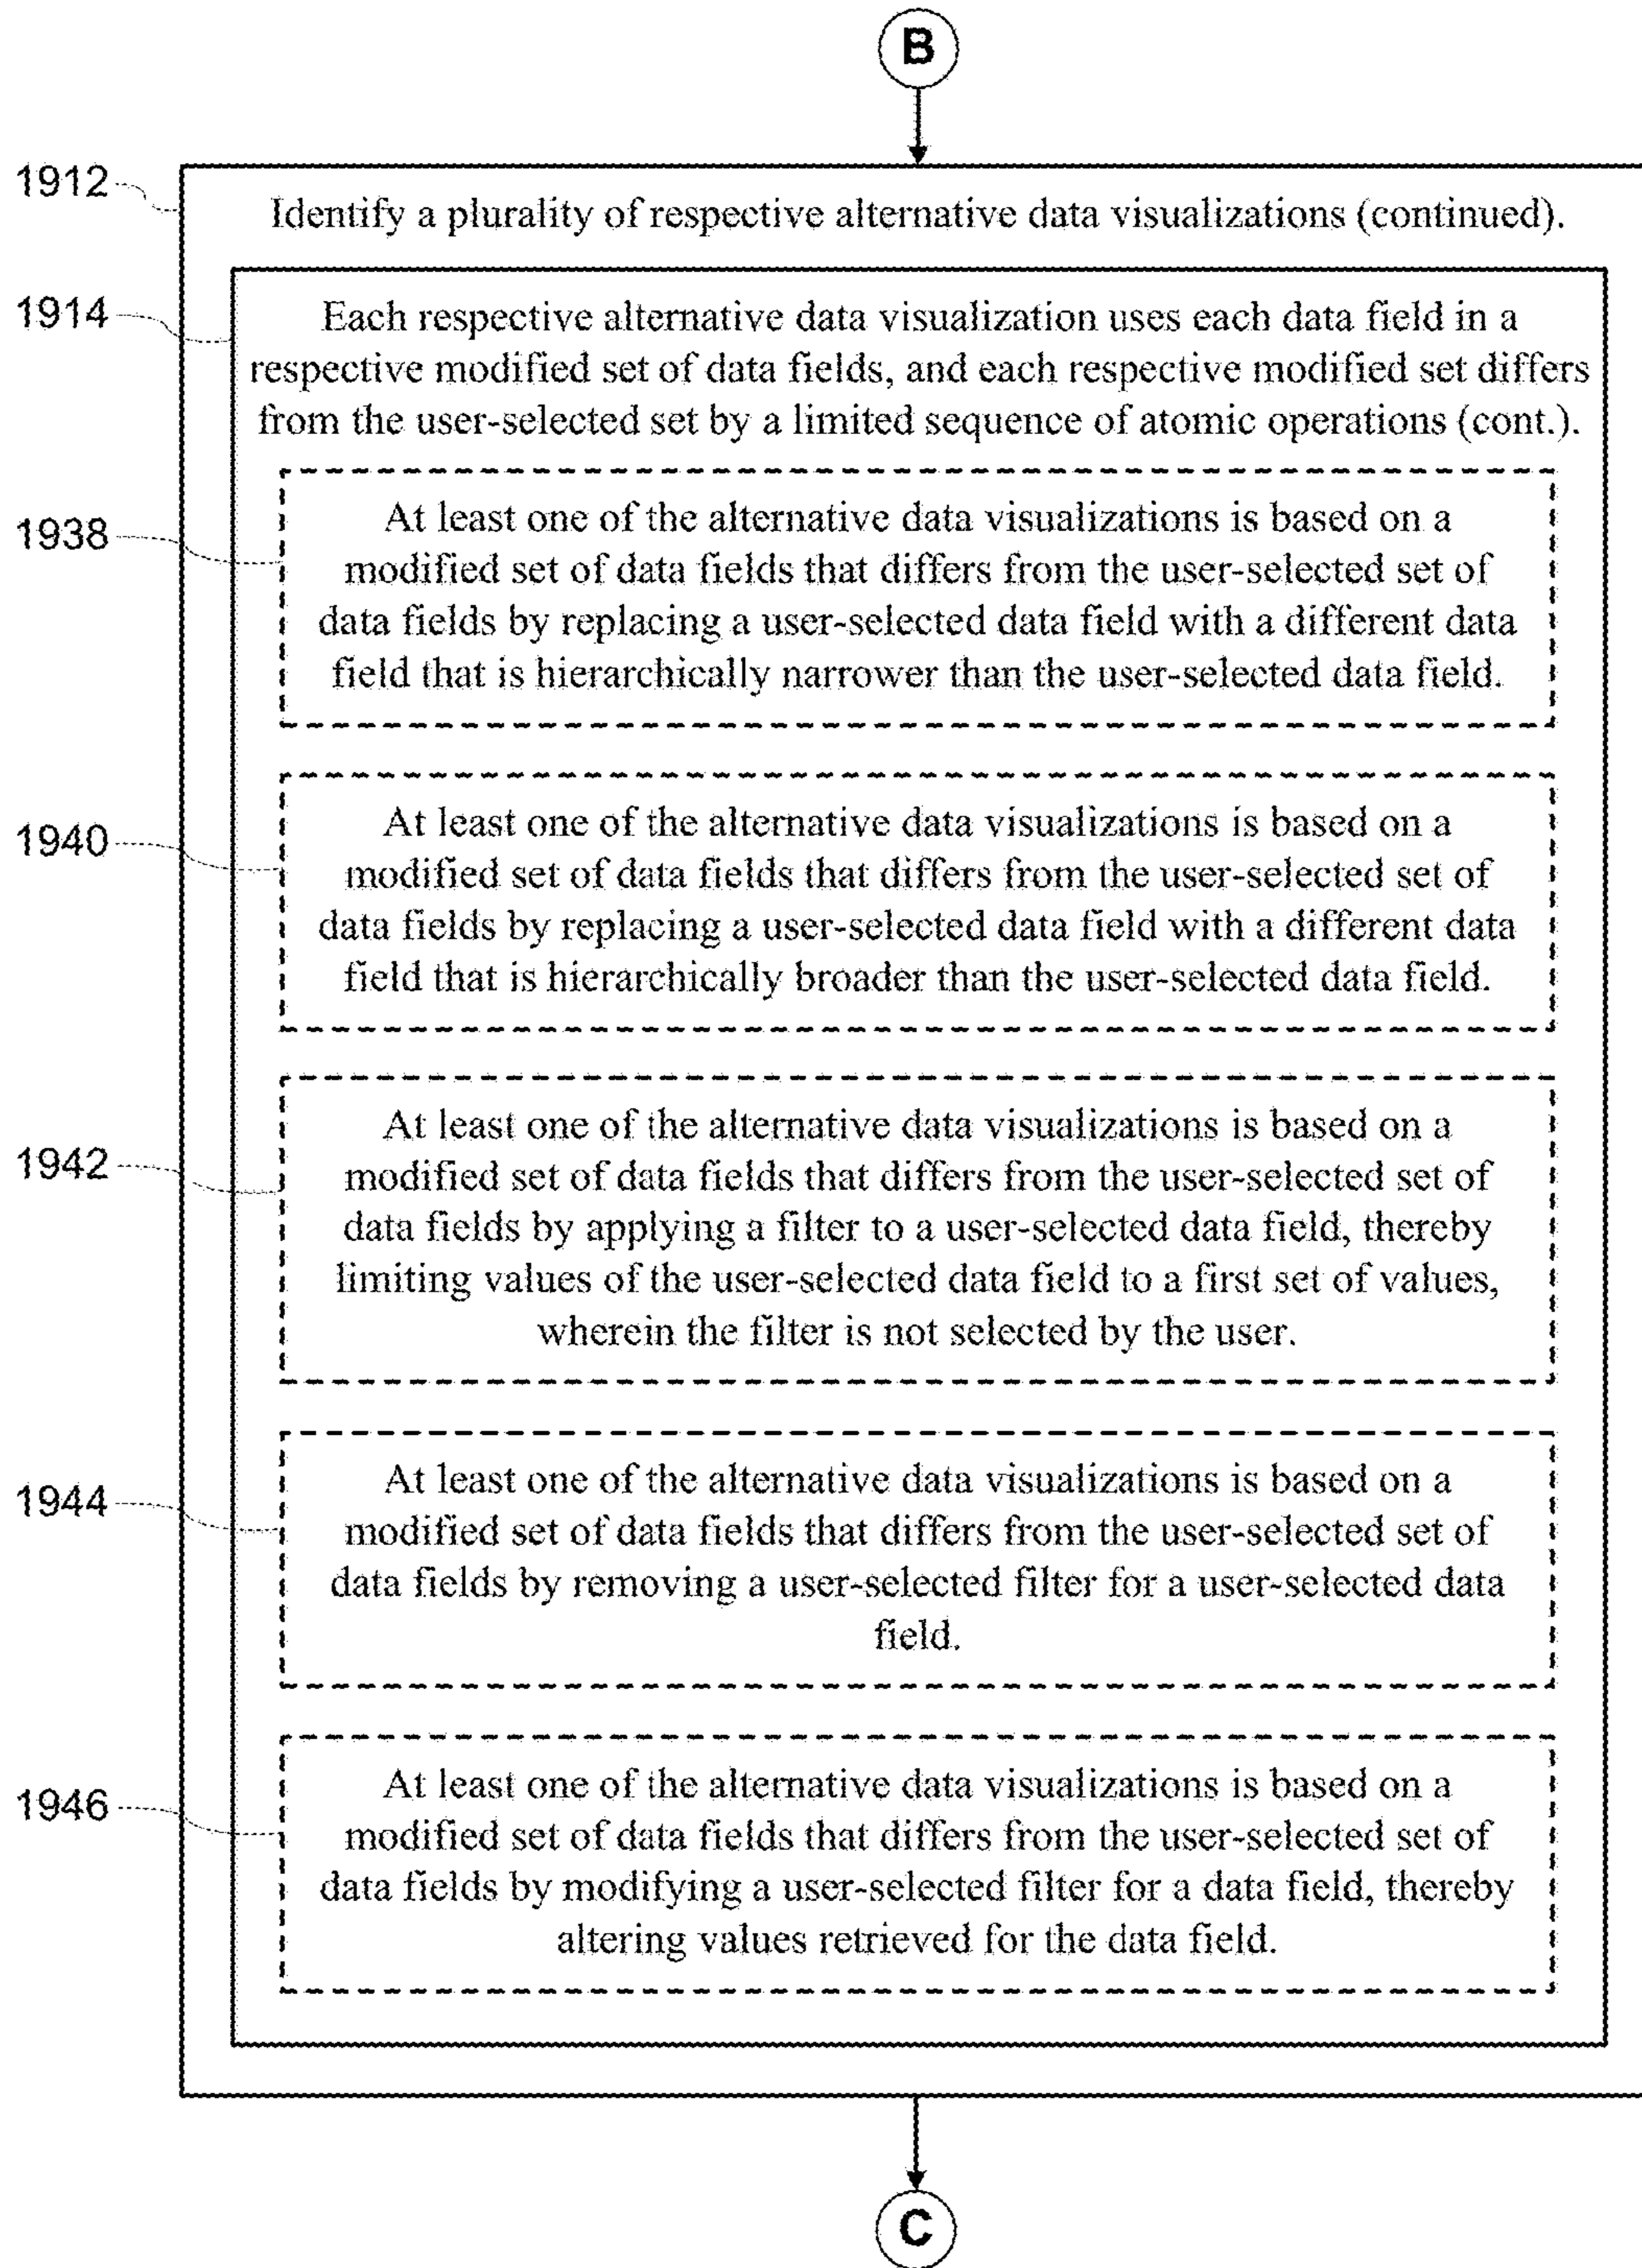 B
1912
Identify a plurality of respective alternative data visualizations (continued).
1914
Each respective alternative data visualization uses each data field in a
respective modified set of data fields, and each respective modified set differs
from the user-selected set by a limited sequence of atomic operations (cont.).
1938
At least one of the alternative data visualizations is based on a
modified set of data fields that differs from the user-selected set of
data fields by replacing a user-selected data field with a different data
field that is hierarchically narrower than the user-selected data field.
1940
At least one of the alternative data visualizations is based on a
modified set of data fields that differs from the user-selected set of
data fields by replacing a user-selected data field with a different data
field that is hierarchically broader than the user-selected data field.
1942
At least one of the alternative data visualizations is based on a
modified set of data fields that differs from the user-selected set of
data fields by applying a filter to a user-selected data field, thereby
limiting values of the user-selected data field to a first set of values,
wherein the filter is not selected by the user.
1944
At least one of the alternative data visualizations is based on a
modified set of data fields that differs from the user-selected set of
data fields by removing a user-selected filter for a user-selected data
field.
1946
At least one of the alternative data visualizations is based on a
modified set of data fields that differs from the user-selected set of
data fields by modifying a user-selected filter for a data field, thereby
altering values retrieved for the data field.
C